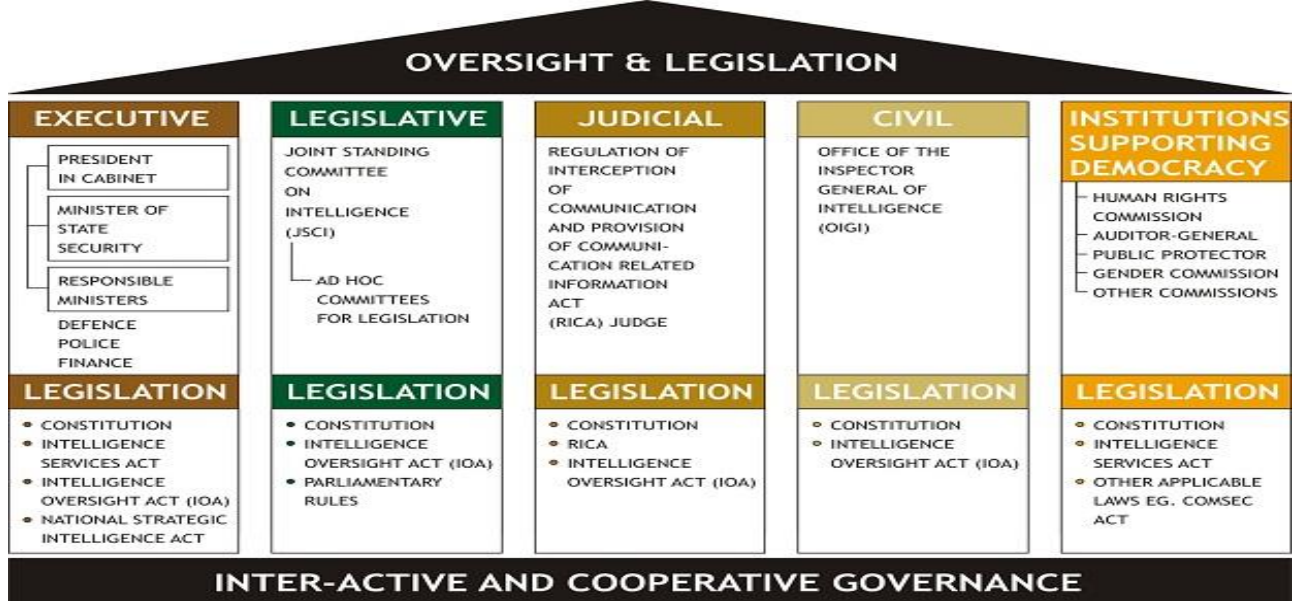 OVERSIGHT & LEGISLATION
EXECUTIVE
PRESIDENT
IN CABINET
MINISTER OF
STATE
SECURITY
RESPONSIBLE
MINISTERS
DEFENCE
POLICE
FINANCE
LEGISLATION
CONSTITUTION
INTELLIGENCE
SERVICES ACT
INTELLIGENCE
OVERSIGHT ACT (IOA)
NATIONAL STRATEGIC
INTELLIGENCE ACT
LEGISLATIVE
JOINT STANDING
COMMITTEE
ON
INTELLIGENCE
(JSCI)
AD HOC
COMMITTEES
FOR LEGISLATION
LEGISLATION
CONSTITUTION
INTELLIGENCE
OVERSIGHT ACT (IOA)
PARLIAMENTARY
RULES
JUDICIAL
REGULATION OF
INTERCEPTION
OF
COMMUNICATION
AND PROVISION
OF COMMUNI-
CATION RELATED
INFORMATION
ACT
(RICA) JUDGE
LEGISLATION
CONSTITUTION
RICA
INTELLIGENCE
OVERSIGHT ACT (IOA)
CIVIL
OFFICE OF THE
INSPECTOR
GENERAL OF
INTELLIGENCE
(OIGI)
LEGISLATION
CONSTITUTION
INTELLIGENCE
OVERSIGHT ACT (IOA)
INSTITUTIONS
SUPPORTING
DEMOCRACY
HUMAN RIGHTS
COMMISSION
AUDITOR-GENERAL
PUBLIC PROTECTOR
GENDER COMMISSION
OTHER COMMISSIONS
LEGISLATION
CONSTITUTION
INTELLIGENCE
SERVICES ACT
OTHER APPLICABLE
LAWS EG. COMSEC
ACT
INTER-ACTIVE AND COOPERATIVE GOVERNANCE